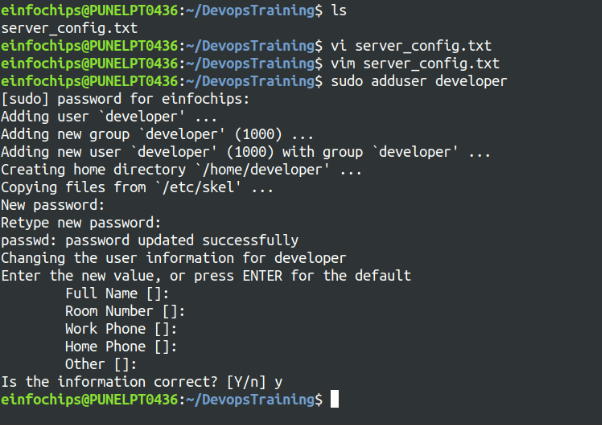 einfochips@PUNELPT0436:~/DevopsTraining$ ls
server_config.txt
einfochips@PUNELPT0436:~/DevopsTraining$ vi server_config.txt
einfochips@PUNELPT0436:~/DevopsTraining$ vim server_config.txt
einfochips@PUNELPT0436:~/DevopsTraining$ sudo adduser developer
[sudo] password for einfochips:
Adding user `developer' ...
Adding new group `developer' (1000) ...
Adding new user `developer' (1000) with group `developer' ...
Creating home directory `/home/developer' ...
Copying files from `/etc/skel' ...
New password:
Retype new password:
passwd: password updated successfully
Changing the user information for developer
Enter the new value, or press ENTER for the default
        Full Name []:
        Room Number []:
        Work Phone []:
        Home Phone []:
        Other []:
Is the information correct? [Y/n] y
einfochips@PUNELPT0436:~/DevopsTraining$